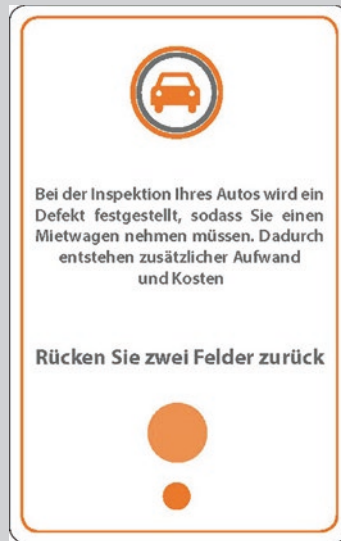 Bei der Inspektion Ihres Autos wird ein
Defekt festgestellt, sodass Sie einen
Mietwagen nehmen müssen. Dadurch
entstehen zusätzlicher Aufwand
und Kosten
Rücken Sie zwei Felder zurück